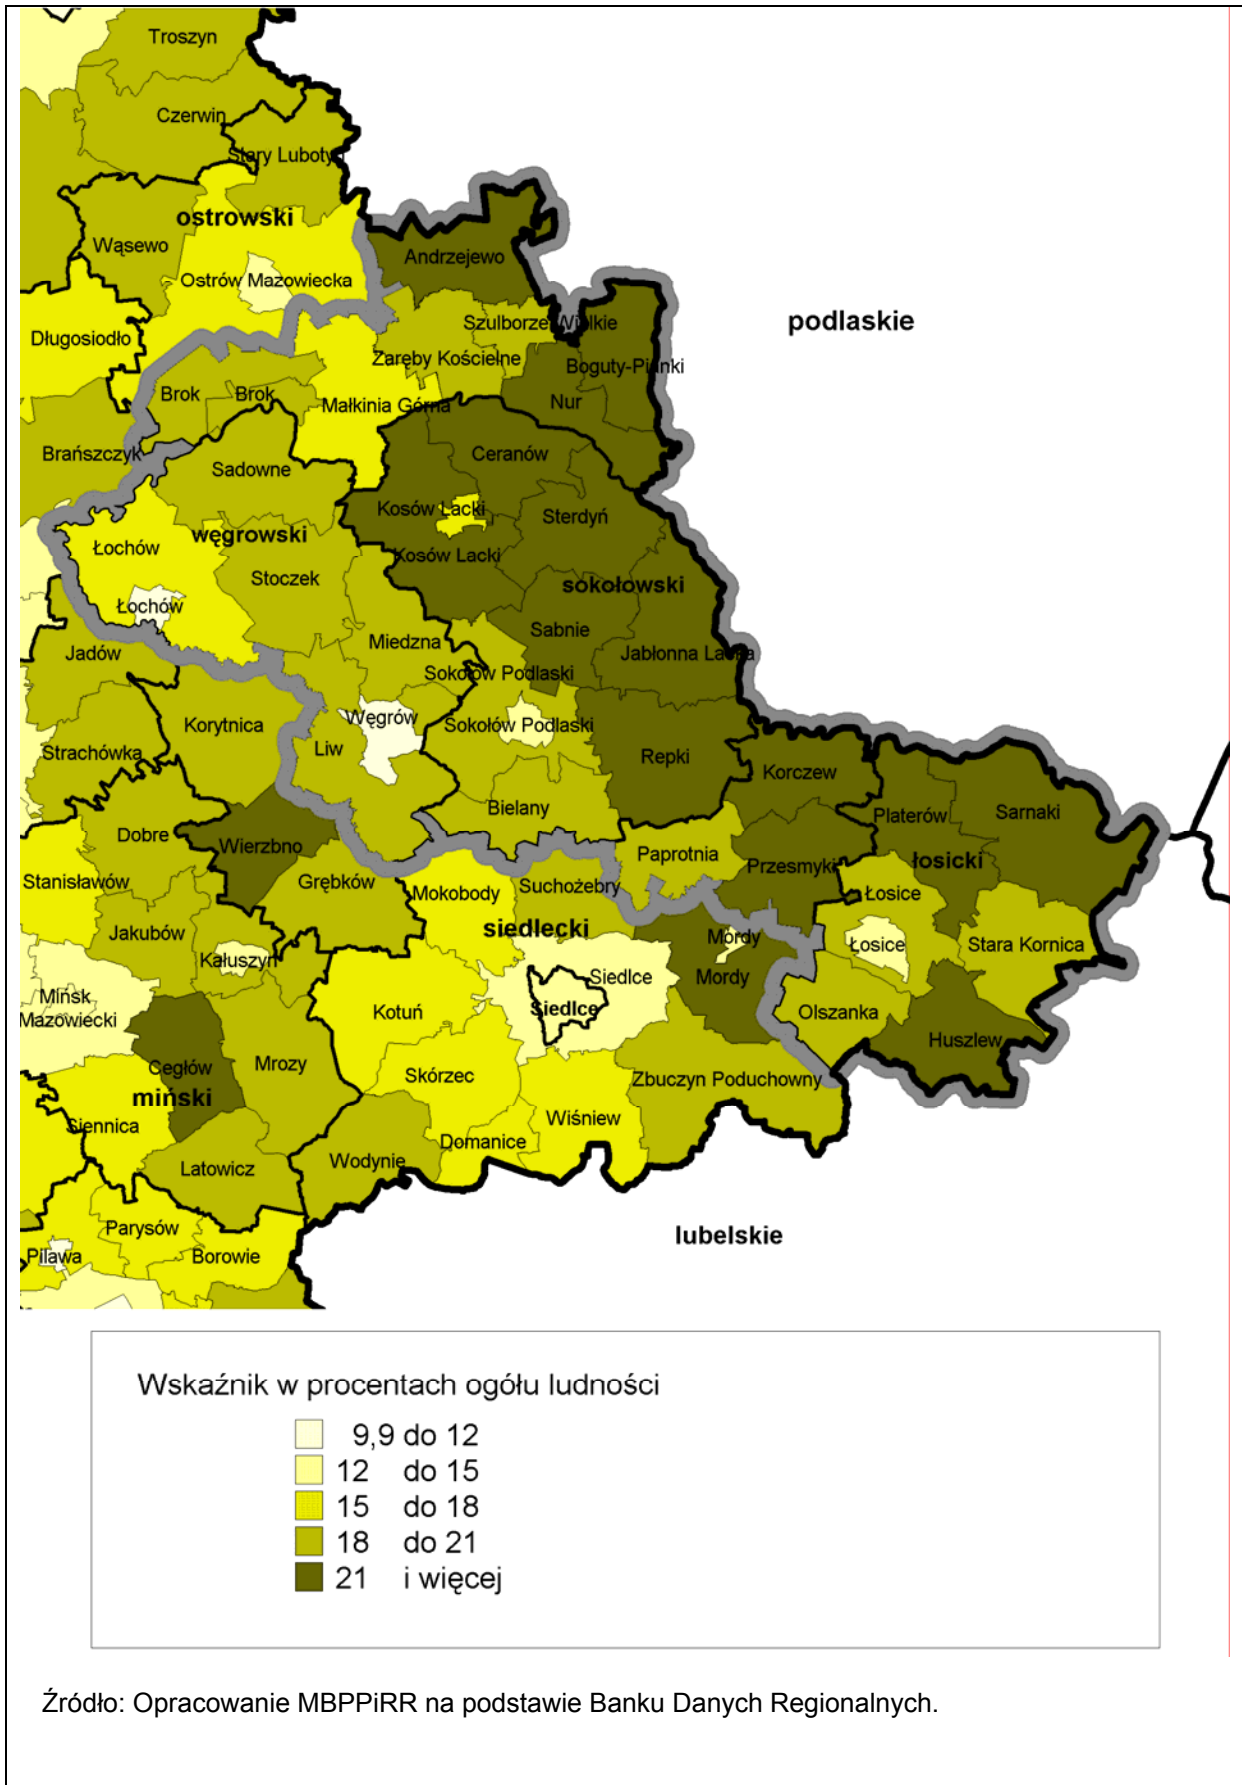 Troszyn
Czerwin
Stary Lubotyń
ostrowski
Wąsewo
Andrzejewo
Ostrów Mazowiecka
podlaskie
Szulborze Wielkie
Długosiodło
Zaręby Kościelne
Boguty-Pianki
Brok
Brok
Małkinia Górna
Nur
Brańszczyk
Sadowne
Ceranów
Kosów Lacki
Sterdyń
węgrowski
Łochów
Kosów Lacki
Stoczek
sokołowski
Łochów
Sabnie
Miedzna
Jadów
Jabłonna Lacka
Sokołów Podlaski
Korytnica
Węgrów
Sokołów Podlaski
Liw
Strachówka
Repki
Korczew
Bielany
Platerów
Sarnaki
Dobre
Wierzbno
Paprotnia
łosicki
Przesmyki
Stanisławów
Grębków
Mokobody
Suchożebry
Łosice
siedlecki
Jakubów
Mordy
Łosice
Stara Kornica
Kałuszyn
Siedlce
Mordy
Mińsk
Mazowiecki
Kotuń
Siedlce
Olszanka
Huszlew
Cegłów
Mrozy
Skórzec
Zbuczyn Poduchowny
miński
Siennica
Wiśniew
Domanice
Latowicz
Wodynie
Parysów
lubelskie
Pilawa
Borowie
Wskaźnik w procentach ogółu ludności
9,9 do 12
12 do 15
15 do 18
18 do 21
21 i więcej
Źródło: Opracowanie MBPPiRR na podstawie Banku Danych Regionalnych.